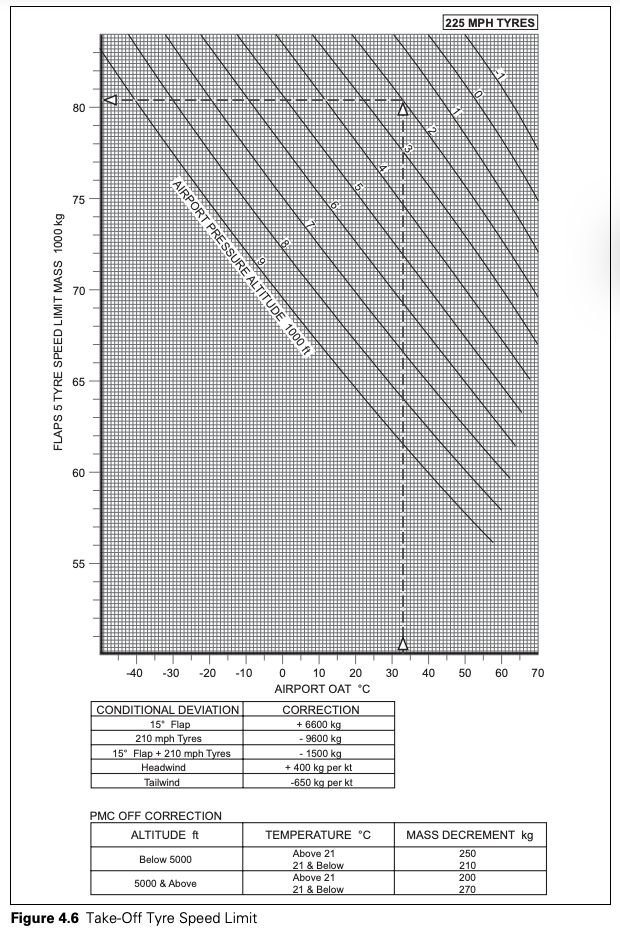 225 MPH TYRES
80
75
70
65
60
55
FLAPS 5 TYRE SPEED LIMIT MASS 1000 kg
AIRPORT PRESSURE ALTITUDE 1000 ft
-1
0
1
2
3
4
5
6
7
8
9
-40 -30 -20 -10 0 10 20 30 40 50 60 70
AIRPORT OAT °C
CONDITIONAL DEVIATION CORRECTION
15° Flap + 6600 kg
210 mph Tyres - 9600 kg
15° Flap + 210 mph Tyres - 1500 kg
Headwind + 400 kg per kt
Tailwind -650 kg per kt
PMC OFF CORRECTION
ALTITUDE ft TEMPERATURE °C MASS DECREMENT kg
Below 5000 Above 21 250
21 & Below 210
5000 & Above Above 21 200
21 & Below 270
Figure 4.6 Take-Off Tyre Speed Limit